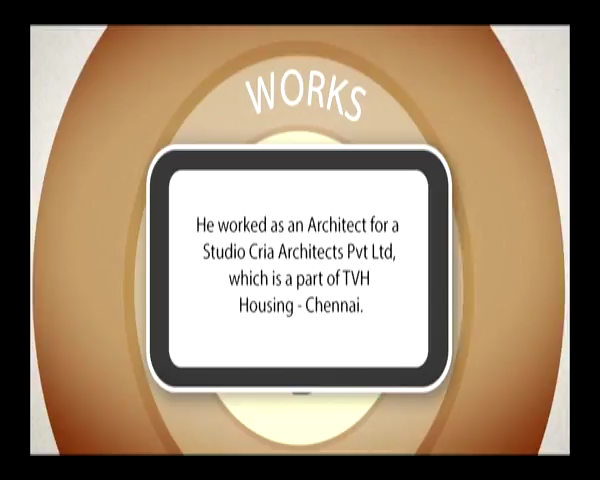 WORKS
He worked as an Architect for a
Studio Cria Architects Pvt Ltd,
which is a part of TVH
Housing - Chennai.